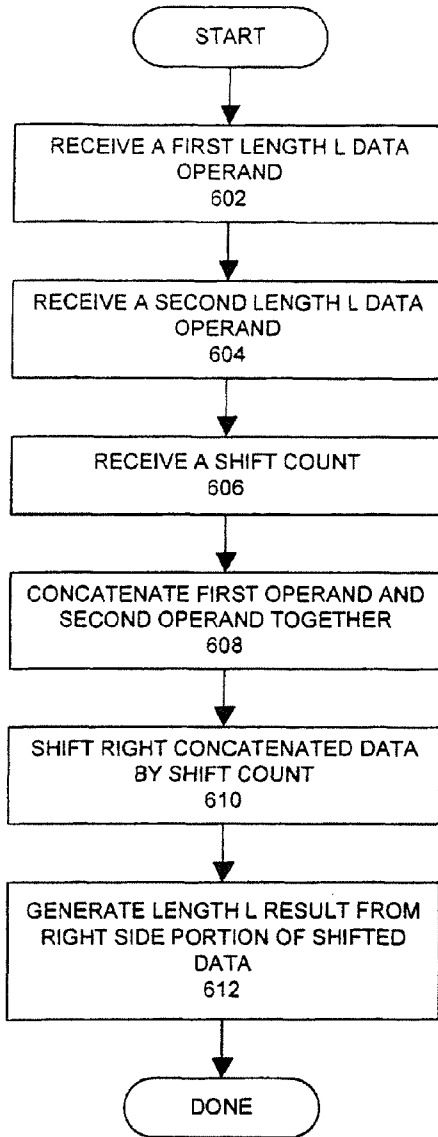 START
RECEIVE A FIRST LENGTH L DATA
OPERAND
602
RECEIVE A SECOND LENGTH L DATA
OPERAND
604
RECEIVE A SHIFT COUNT
606
CONCATENATE FIRST OPERAND AND
SECOND OPERAND TOGETHER
608
SHIFT RIGHT CONCATENATED DATA
BY SHIFT COUNT
610
GENERATE LENGTH L RESULT FROM
RIGHT SIDE PORTION OF SHIFTED
DATA
612
DONE